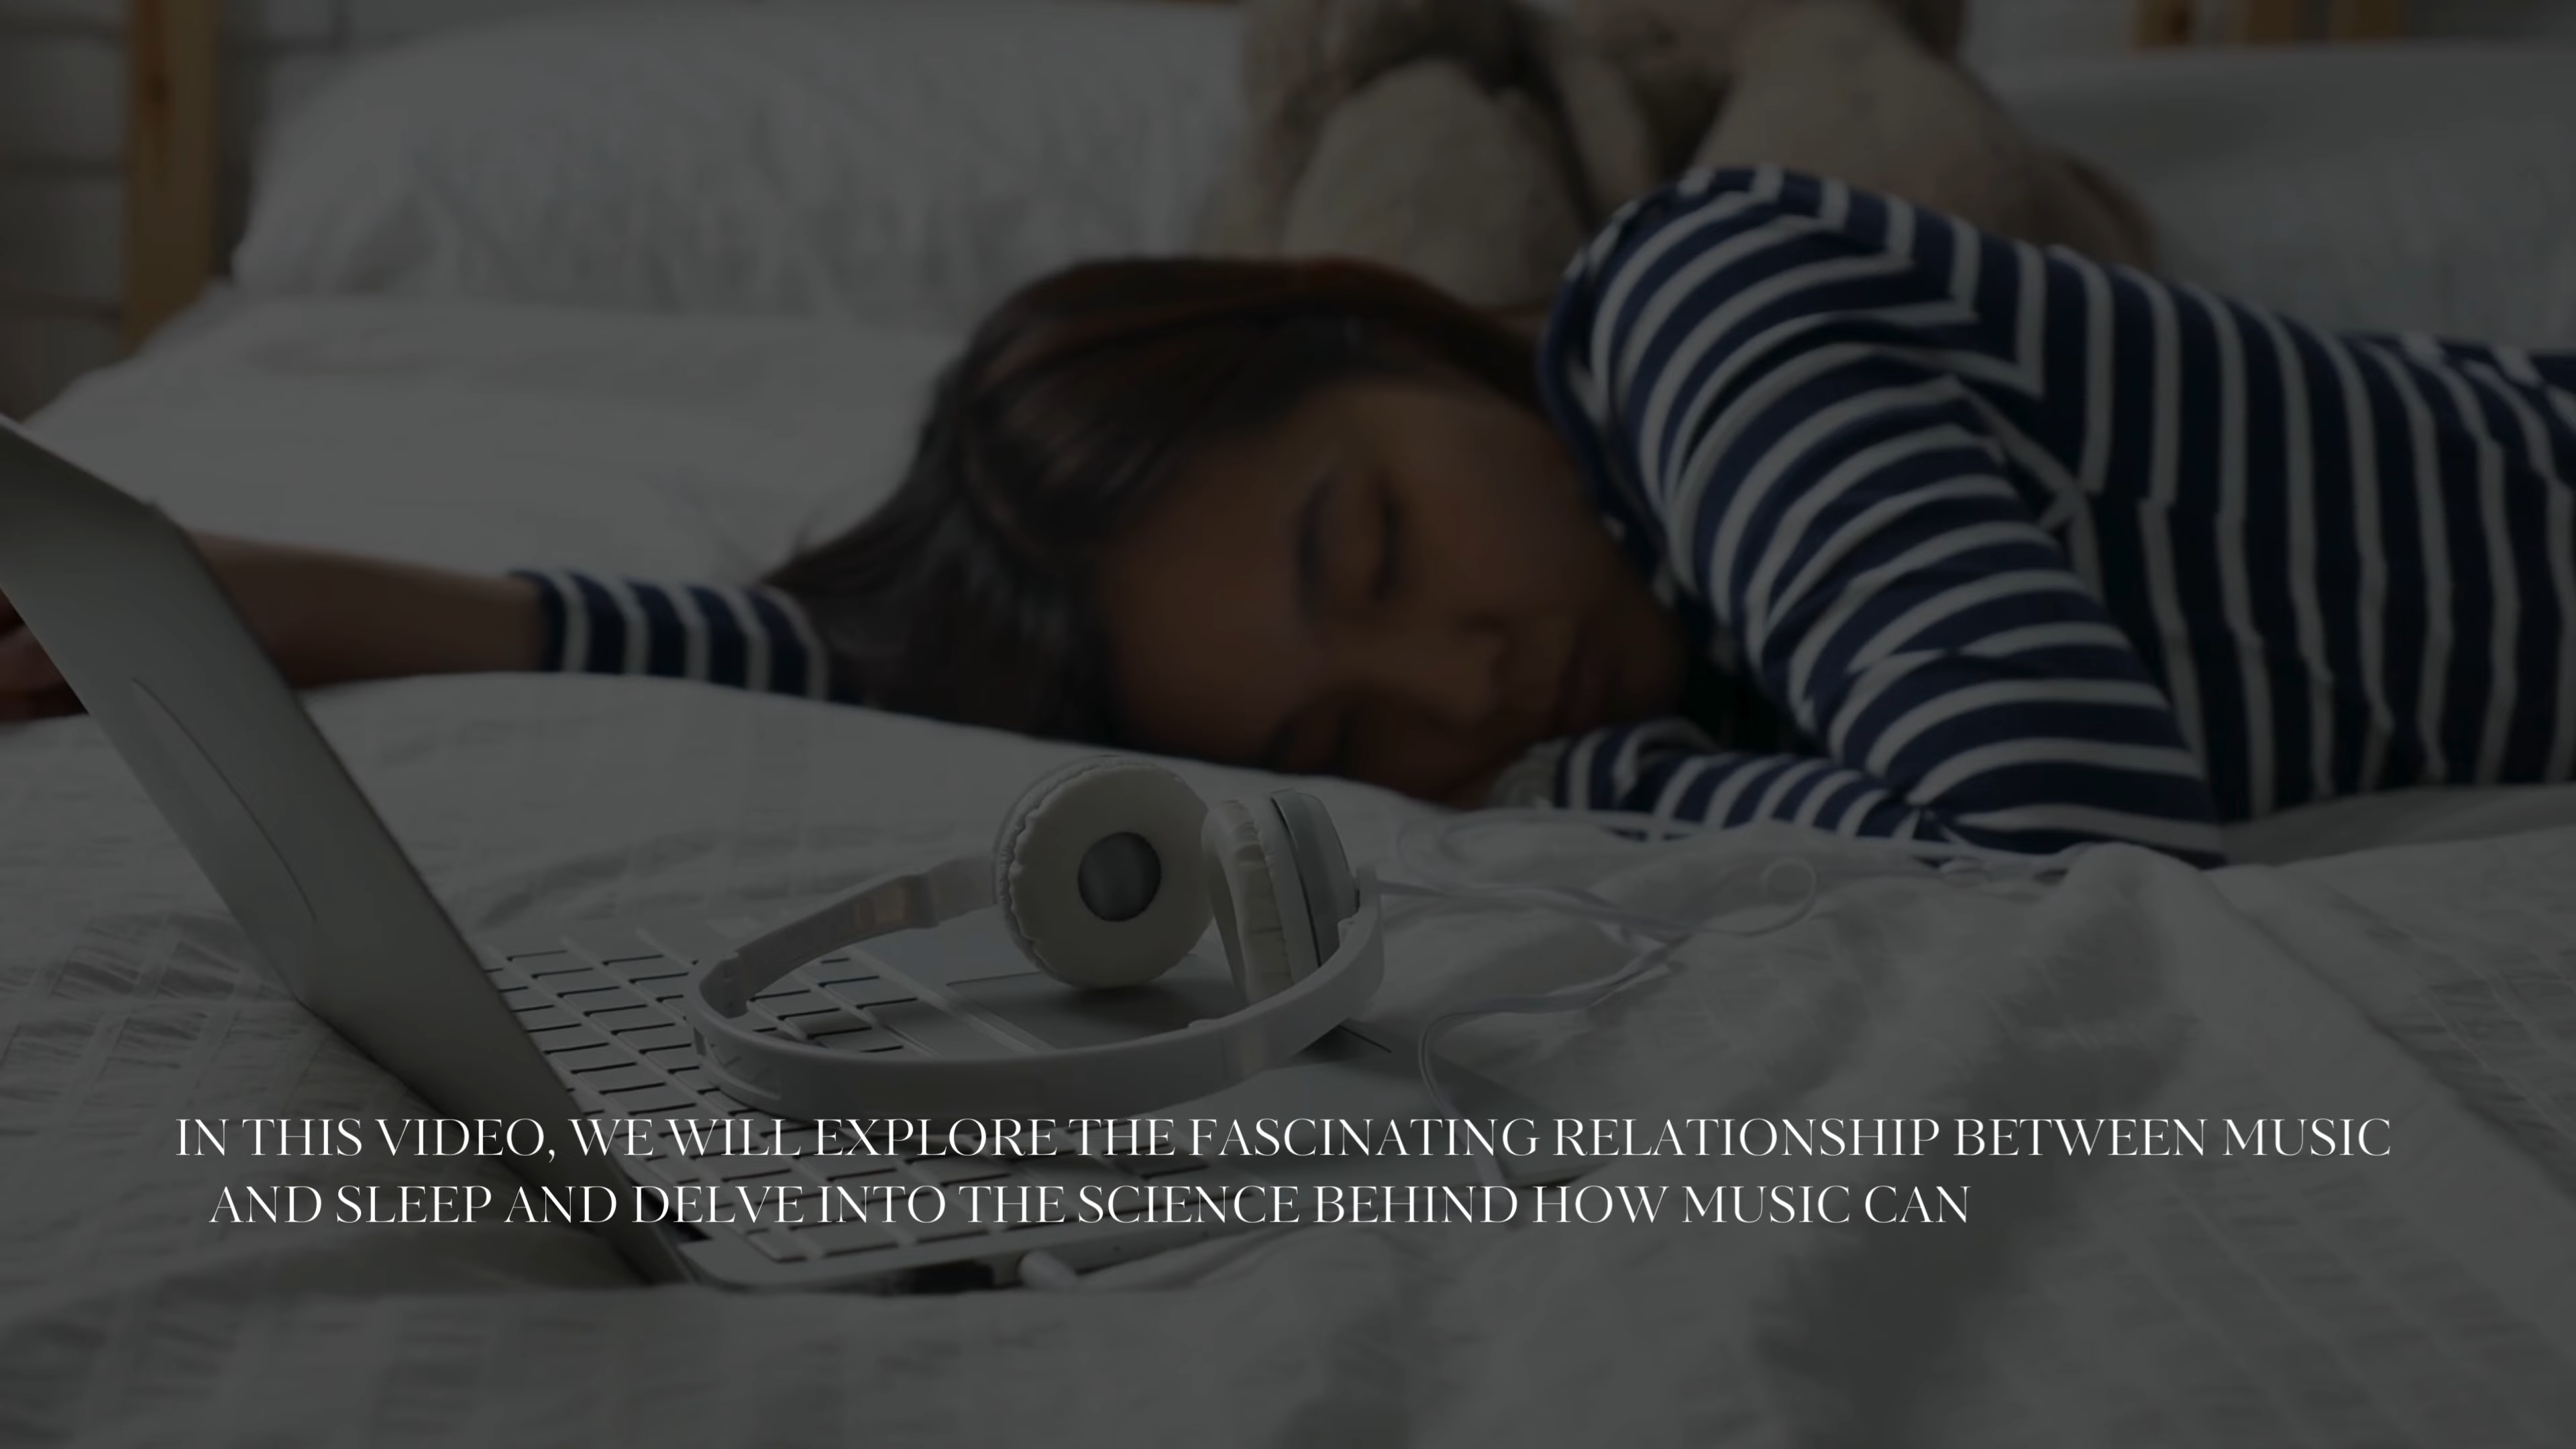 IN THIS VIDEO, WE WILL EXPLORE THE FASCINATING RELATIONSHIP BETWEEN MUSIC
AND SLEEP AND DELVE INTO THE SCIENCE BEHIND HOW MUSIC CAN